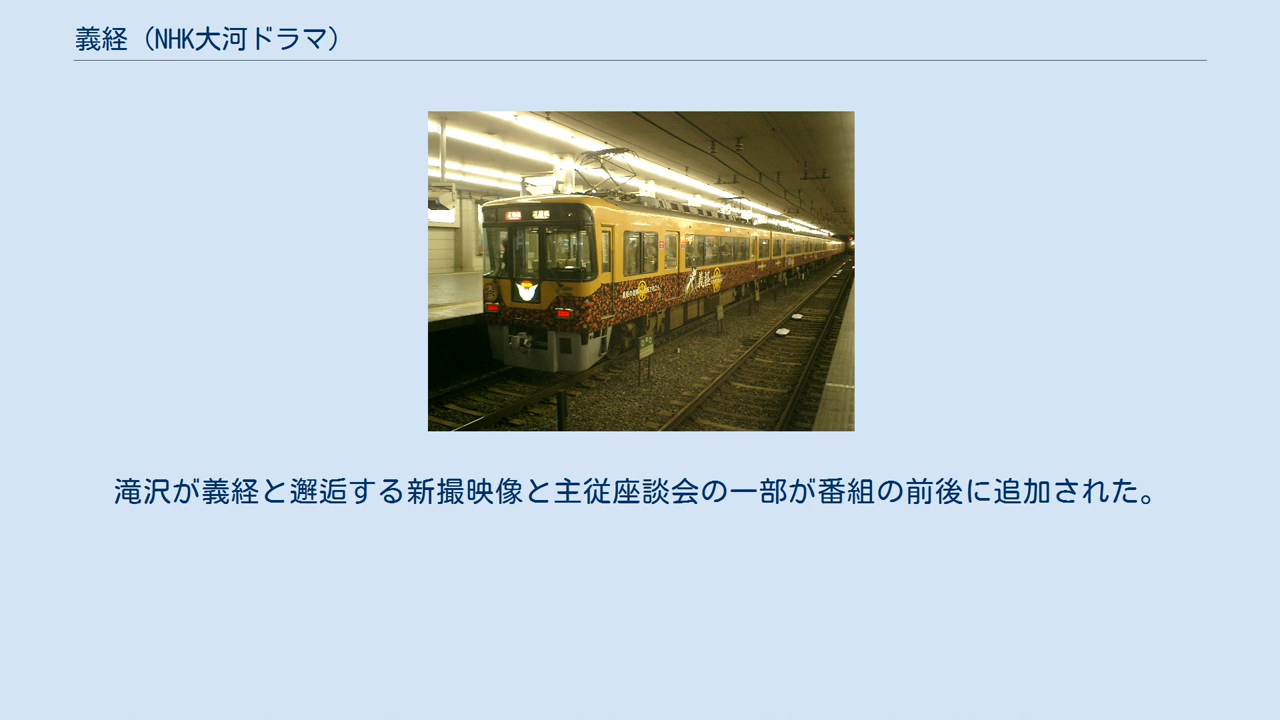 義経（NHK大河ドラマ）
義経
滝沢が義経と邂逅する新撮映像と主従座談会の一部が番組の前後に追加された。